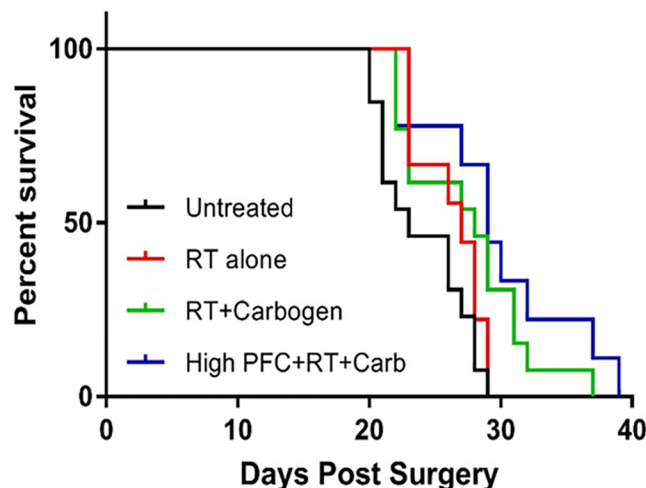 100
50
0
Percent survival
Untreated
RT alone
RT+Carbogen
High PFC+RT+Carb
0 10 20 30 40
Days Post Surgery